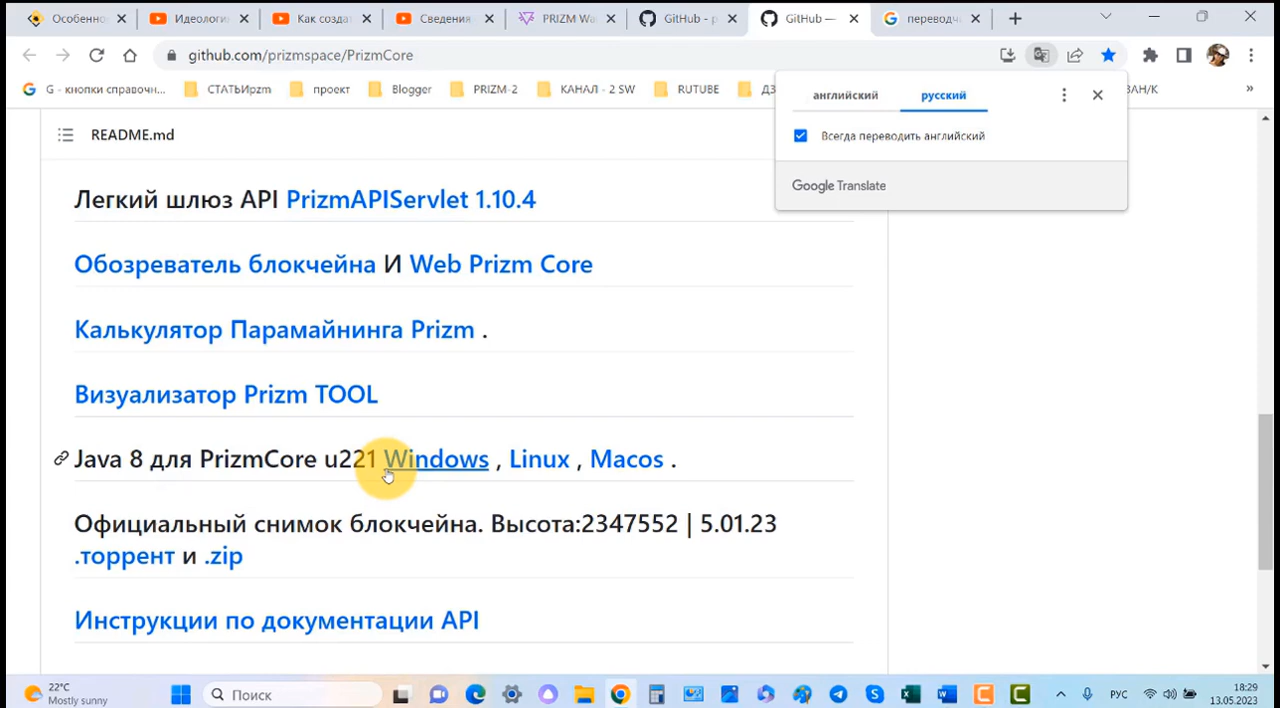 Особенно
Идеологи
Как созда
Сведения
PRIZM Wa
GitHub - p
GitHub —
переводч
github.com/prizmspace/PrizmCore
G - кнопки справочн...
СТАТЬИpzm
проект
Blogger
PRIZM-2
КАНАЛ - 2 SW
RUTUBE
ДЗ
ЗАН/К
»
английский
русский
Всегда переводить английский
Google Translate
README.md
Легкий шлюз API PrizmAPIServlet 1.10.4
Обозреватель блокчейна И Web Prizm Core
Калькулятор Парамайнинга Prizm .
Визуализатор Prizm TOOL
Java 8 для PrizmCore u221 Windows , Linux , Macos .
Официальный снимок блокчейна. Высота:2347552 | 5.01.23
.торрент и .zip
Инструкции по документации API
22°C
Mostly sunny
Поиск
РУС
18:29
13.05.2023